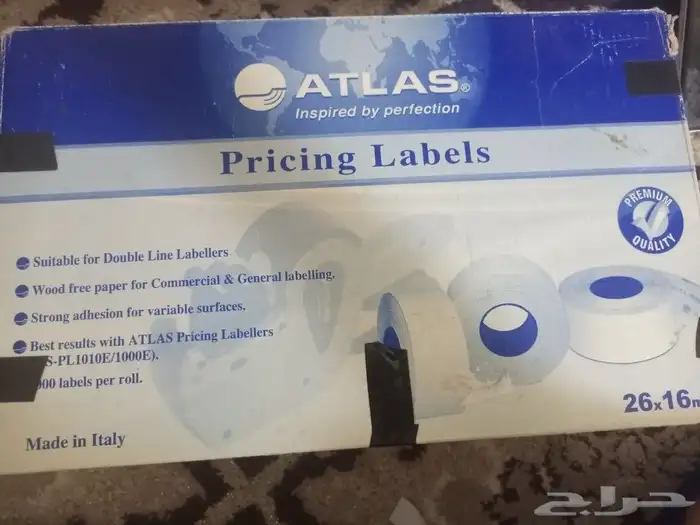 ATLAS®
Inspired by perfection
Pricing Labels
PREMIUM
QUALITY
Suitable for Double Line Labellers
Wood free paper for Commercial & General labelling.
Strong adhesion for variable surfaces.
Best results with ATLAS Pricing Labellers
S-PL1010E/1000E).
00 labels per roll.
26x16m
Made in Italy
حراج